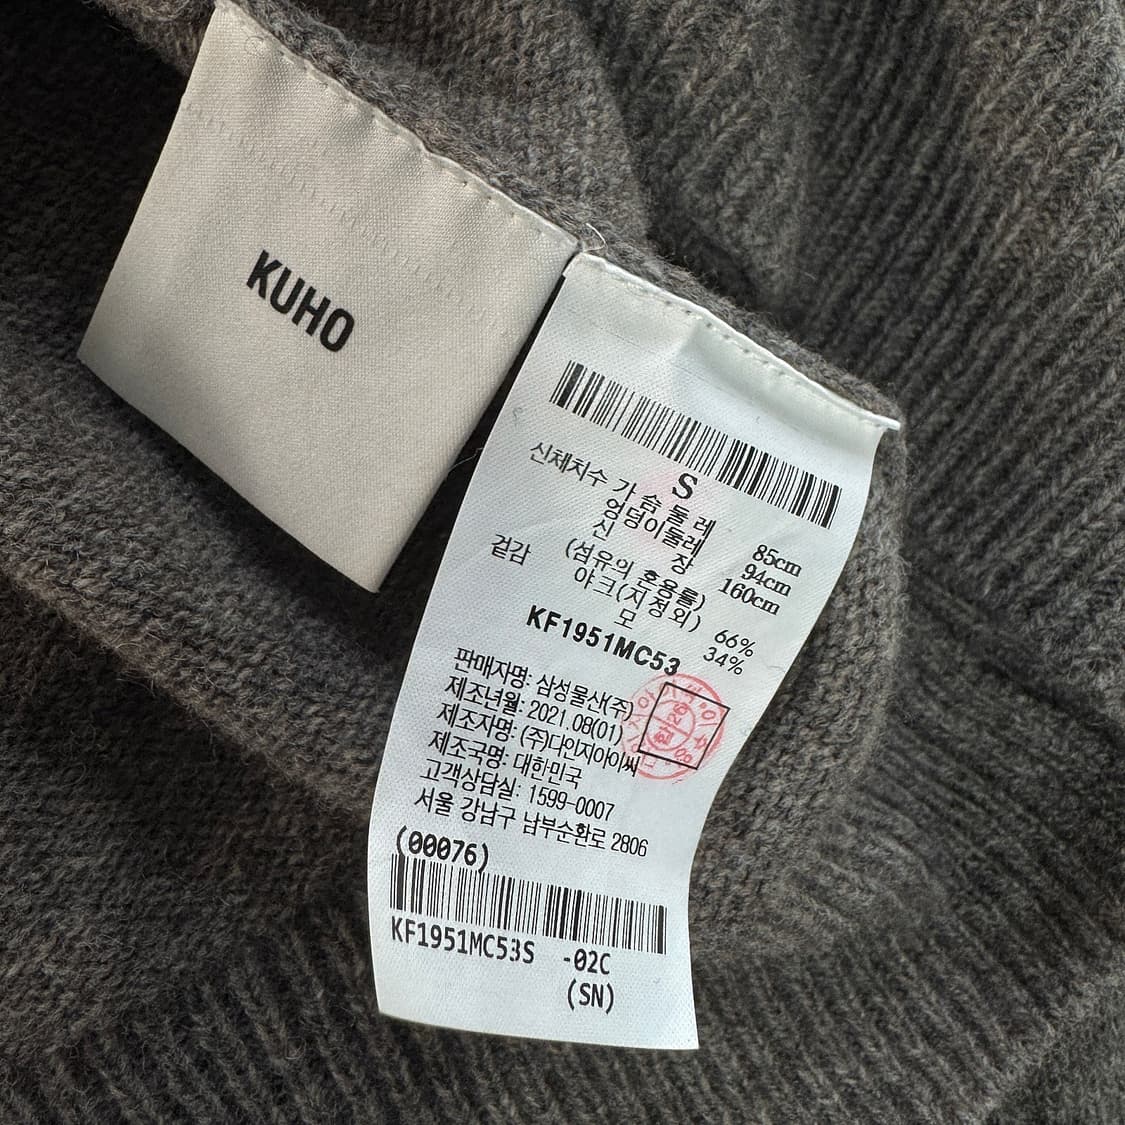 KUHO
S
신체치수 가 슴 둘 레 85cm
엉덩이둘레 94cm
신 장 160cm
(섬유의 혼용률)
겉감 야크(지정외) 66%
모 34%
KF1951MC53
판매자명: 삼성물산(주)
제조년월: 2021.08(01)
제조자명: (주)다인지아이씨
제조국명: 대한민국
고객상담실: 1599-0007
서울 강남구 남부순환로 2806
(00076)
KF1951MC53S -02C
(SN)